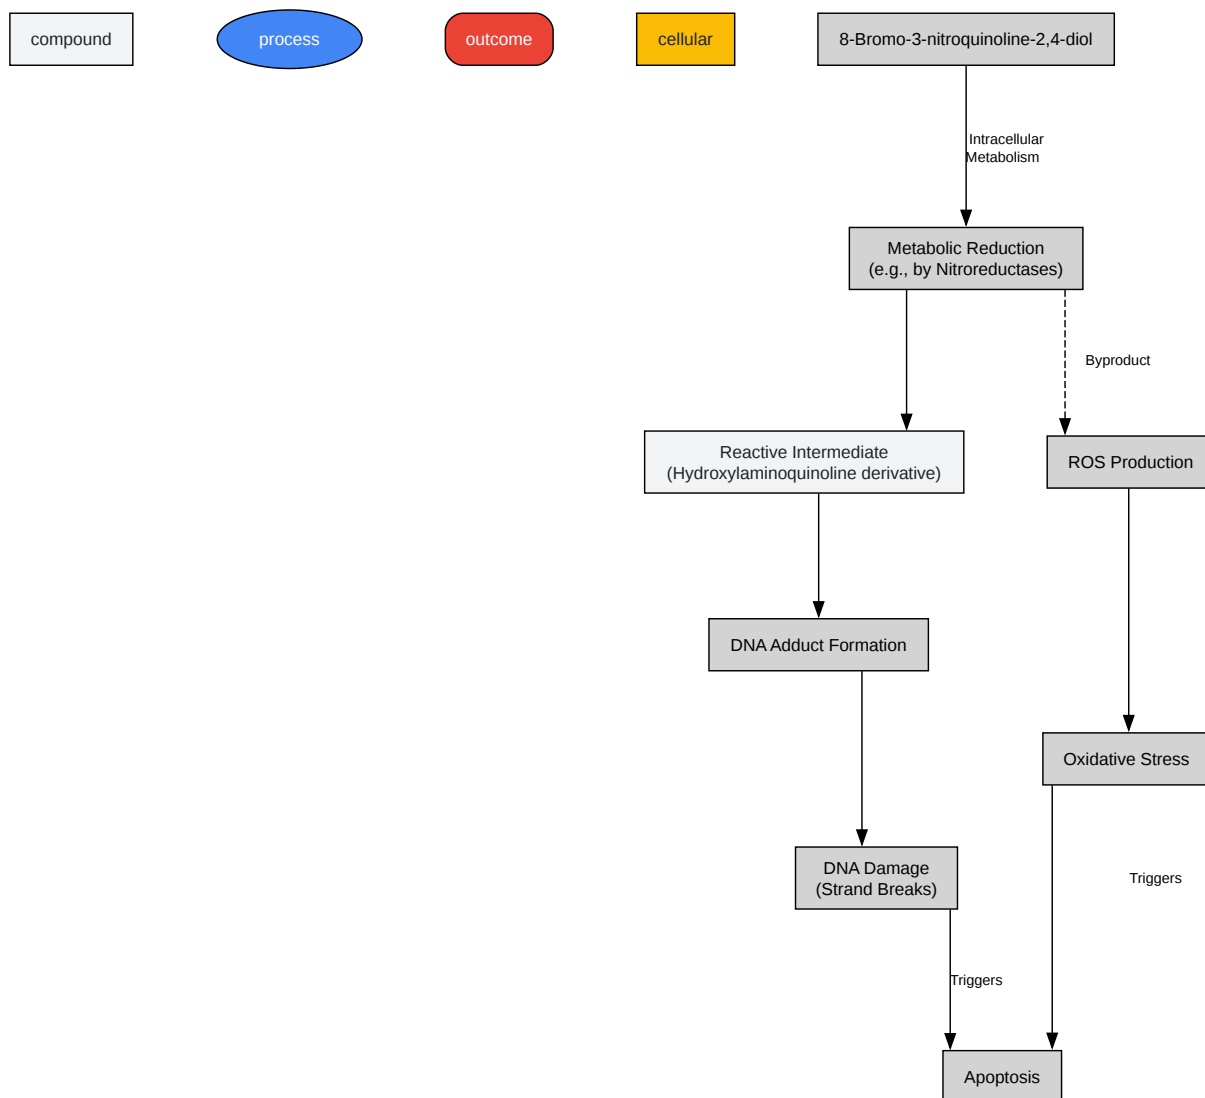 compound
process
outcome
cellular
8-Bromo-3-nitroquinoline-2,4-diol
Intracellular
Metabolism
Metabolic Reduction
(e.g., by Nitroreductases)
Byproduct
Reactive Intermediate
(Hydroxylaminoquinoline derivative)
ROS Production
DNA Adduct Formation
Oxidative Stress
DNA Damage
(Strand Breaks)
Triggers
Triggers
Apoptosis